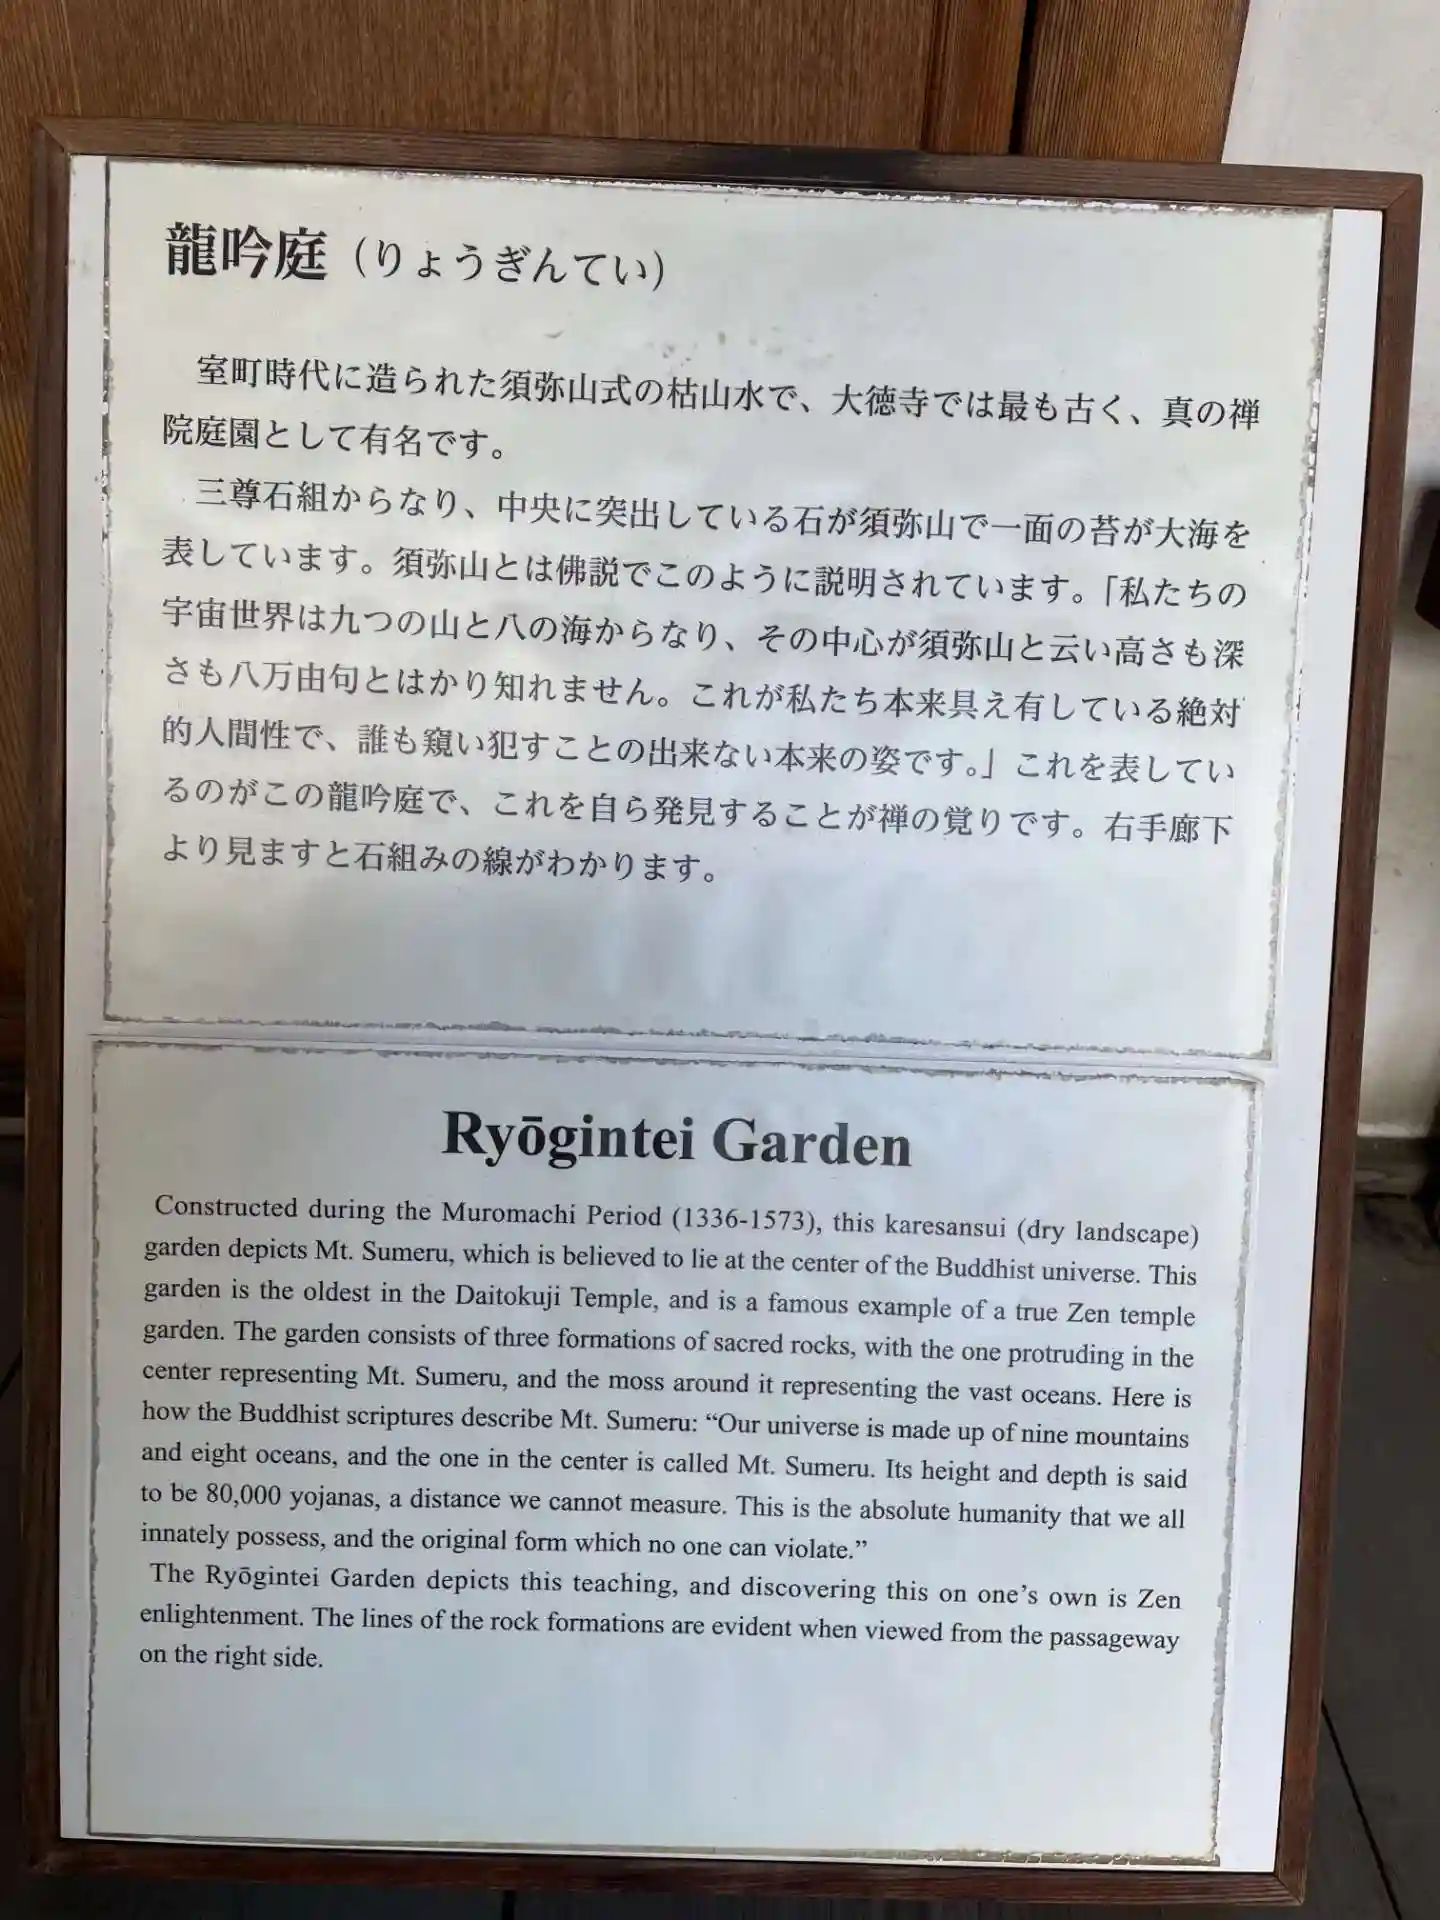 龍吟庭（りょうぎんてい）
室町時代に造られた須弥山式の枯山水で、大徳寺では最も古く、真の禅
院庭園として有名です。
三尊石組からなり、中央に突出している石が須弥山で一面の苔が大海を
表しています。須弥山とは佛説でこのように説明されています。「私たちの
宇宙世界は九つの山と八の海からなり、その中心が須弥山と云い高さも深
さも八万由句とはかり知れません。これが私たち本来具え有している絶対
的人間性で、誰も窺い犯すことの出来ない本来の姿です。」これを表してい
るのがこの龍吟庭で、これを自ら発見することが禅の覚りです。右手廊下
より見ますと石組みの線がわかります。
Ryōgintei Garden
Constructed during the Muromachi Period (1336-1573), this karesansui (dry landscape)
garden depicts Mt. Sumeru, which is believed to lie at the center of the Buddhist universe. This
garden is the oldest in the Daitokuji Temple, and is a famous example of a true Zen temple
garden. The garden consists of three formations of sacred rocks, with the one protruding in the
center representing Mt. Sumeru, and the moss around it representing the vast oceans. Here is
how the Buddhist scriptures describe Mt. Sumeru: “Our universe is made up of nine mountains
and eight oceans, and the one in the center is called Mt. Sumeru. Its height and depth is said
to be 80,000 yojanas, a distance we cannot measure. This is the absolute humanity that we all
innately possess, and the original form which no one can violate.”
The Ryōgintei Garden depicts this teaching, and discovering this on one’s own is Zen
enlightenment. The lines of the rock formations are evident when viewed from the passageway
on the right side.